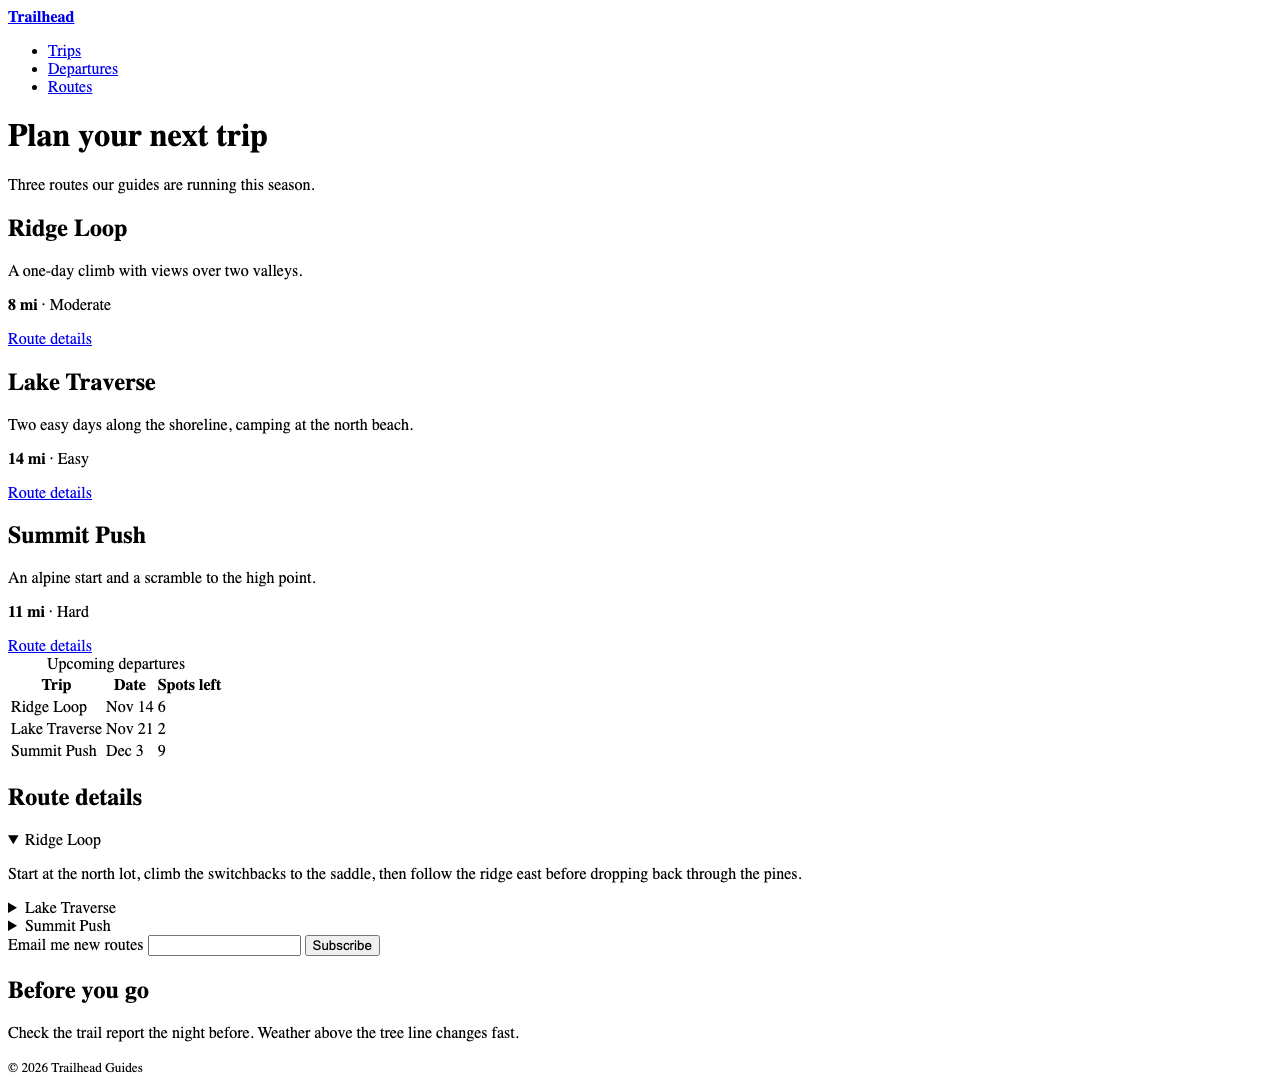 Trailhead
Trips
Departures
Routes
Plan your next trip
Three routes our guides are running this season.
Ridge Loop
A one-day climb with views over two valleys.
8 mi · Moderate
Route details
Lake Traverse
Two easy days along the shoreline, camping at the north beach.
14 mi · Easy
Route details
Summit Push
An alpine start and a scramble to the high point.
11 mi · Hard
Route details
Upcoming departures
Trip Date Spots left
Ridge Loop Nov 14 6
Lake Traverse Nov 21 2
Summit Push Dec 3 9
Route details
Ridge Loop
Start at the north lot, climb the switchbacks to the saddle, then follow the ridge east before dropping back through the pines.
Lake Traverse
Summit Push
Email me new routes Subscribe
Before you go
Check the trail report the night before. Weather above the tree line changes fast.
© 2026 Trailhead Guides